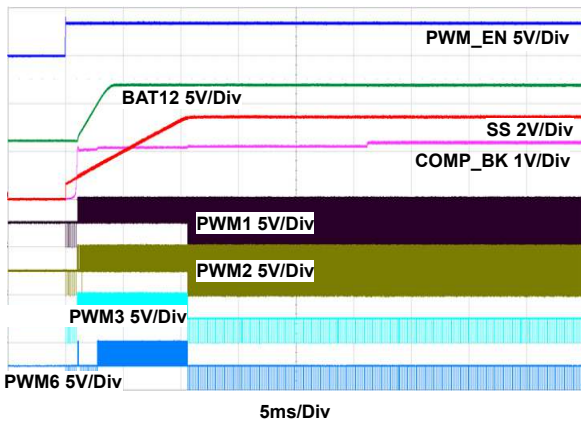 PWM_EN 5V/Div
BAT12 5V/Div
SS 2V/Div
COMP_BK 1V/Div
PWM1 5V/Div
PWM2 5V/Div
PWM3 5V/Div
PWM6 5V/Div
5ms/Div